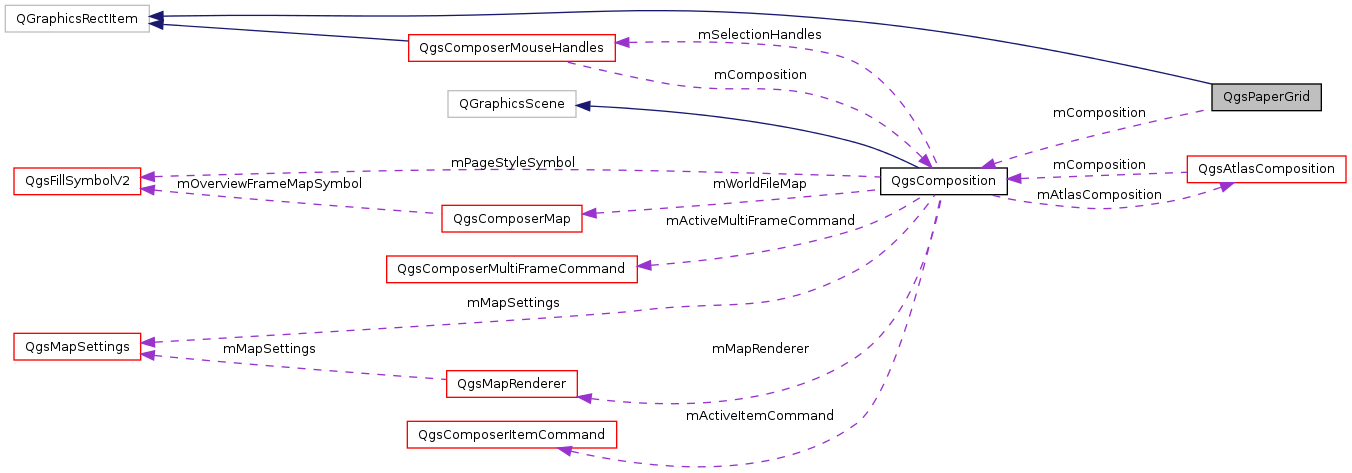 QGraphicsRectItem
QgsComposerMouseHandles
mSelectionHandles
mComposition
QGraphicsScene
QgsPaperGrid
mComposition
mPageStyleSymbol
QgsFillSymbolV2
mOverviewFrameMapSymbol
mWorldFileMap
QgsComposition
mComposition
QgsAtlasComposition
mAtlasComposition
QgsComposerMap
mActiveMultiFrameCommand
QgsComposerMultiFrameCommand
mMapSettings
QgsMapSettings
mMapSettings
mMapRenderer
QgsMapRenderer
mActiveItemCommand
QgsComposerItemCommand